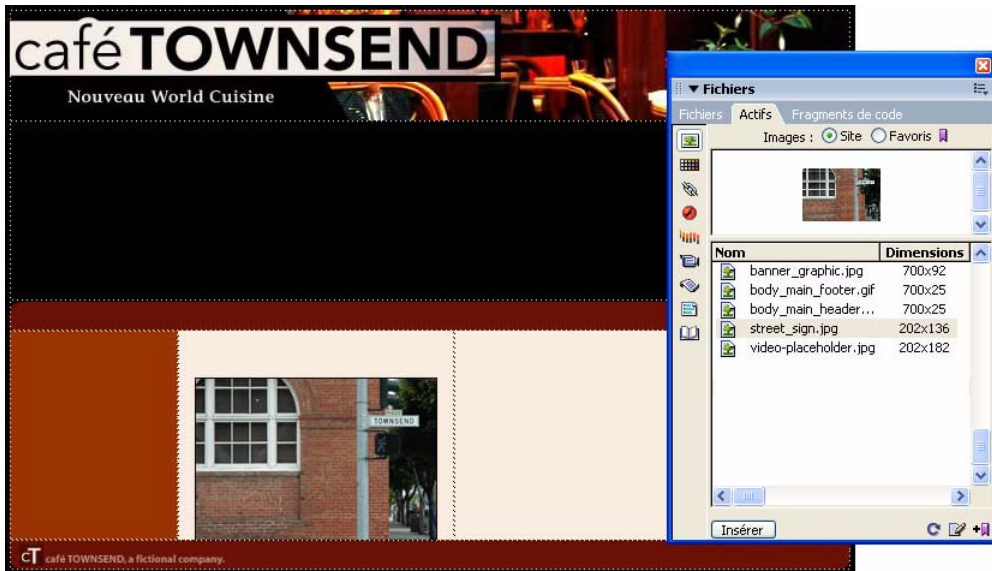 café TOWNSEND
Nouveau World Cuisine
Fichiers
Fichiers Actifs Fragments de code
Images : Site Favoris
Nom Dimensions
banner_graphic.jpg 700x92
body_main_footer.gif 700x25
body_main_header... 700x25
street_sign.jpg 202x136
video-placeholder.jpg 202x182
TOWNSEND
Insérer
cT café TOWNSEND, a fictional company.